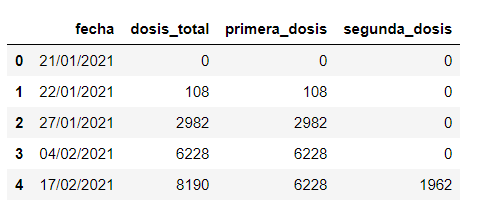 fecha dosis_total primera_dosis segunda_dosis
0 21/01/2021 0 0 0
1 22/01/2021 108 108 0
2 27/01/2021 2982 2982 0
3 04/02/2021 6228 6228 0
4 17/02/2021 8190 6228 1962